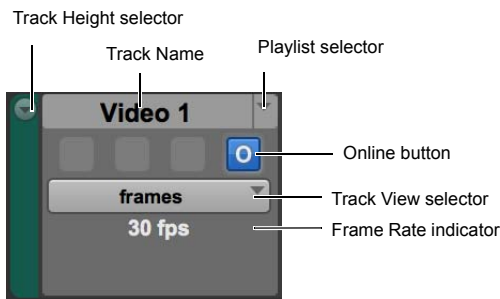 Track Height selector
Track Name
Playlist selector
Video 1
O
Online button
frames
Track View selector
30 fps
Frame Rate indicator